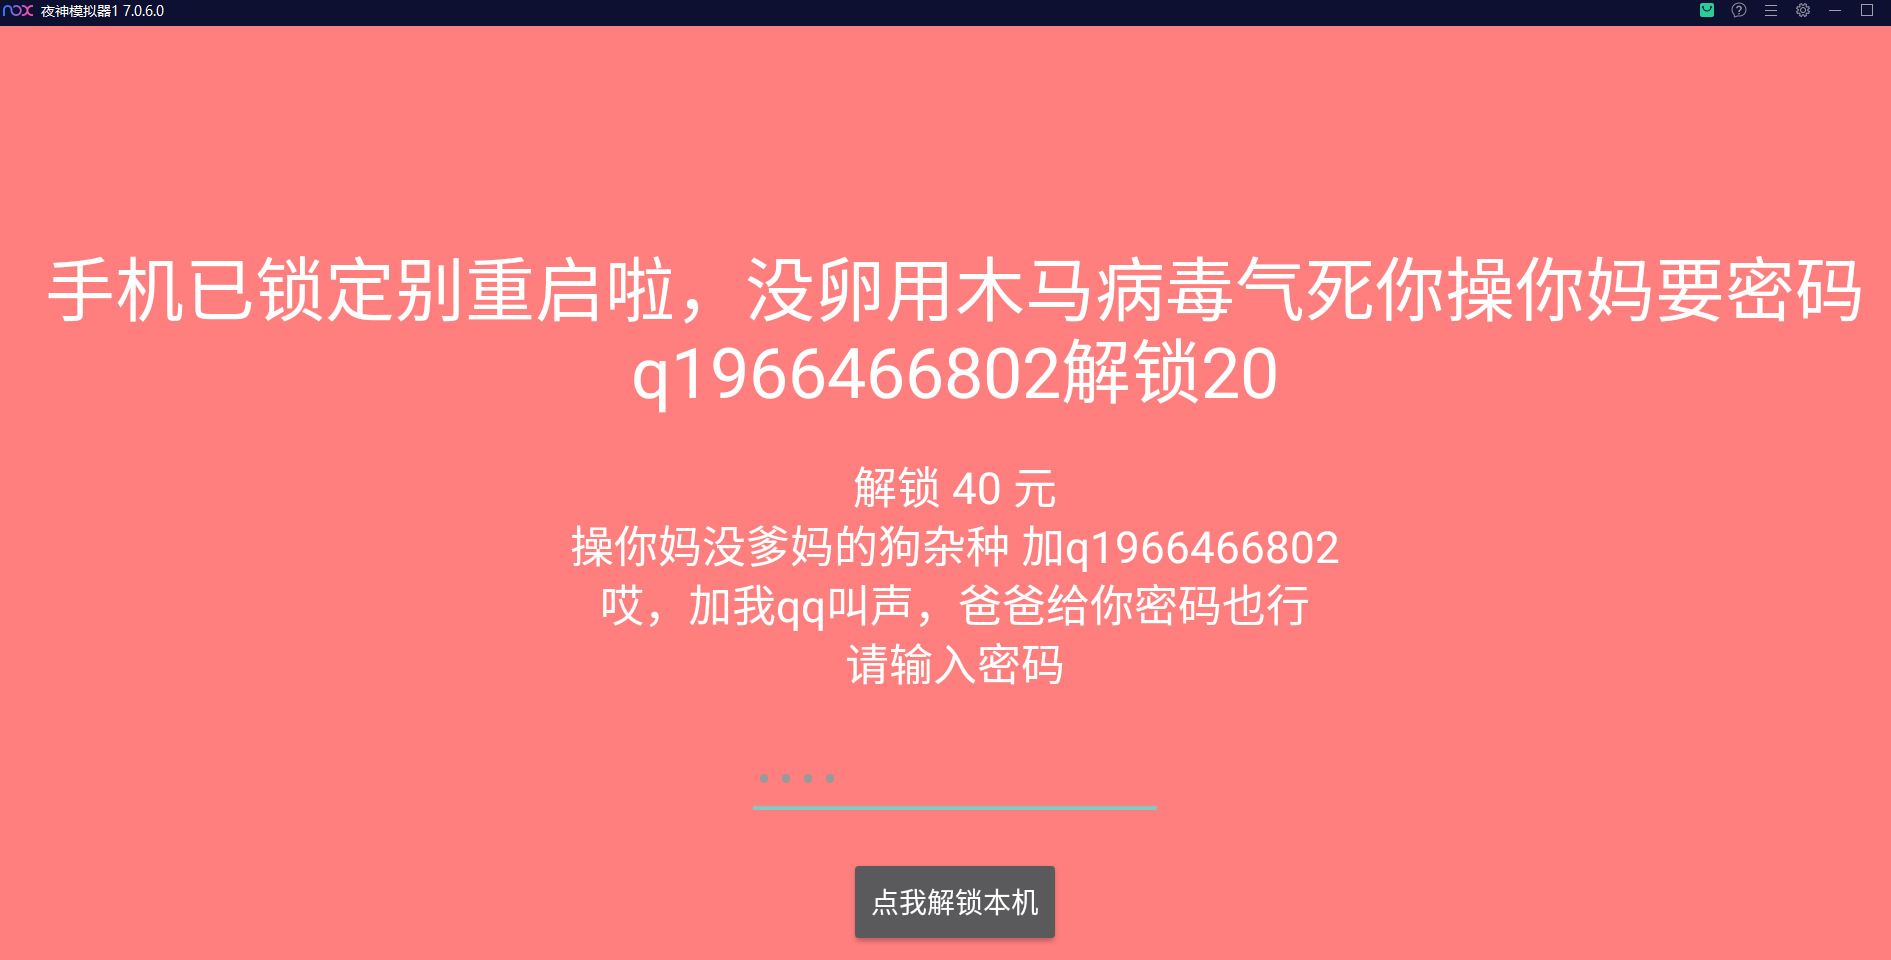 nox 夜神模拟器1 7.0.6.0
手机已锁定别重启啦，没卵用木马病毒气死你操你妈要密码
q1966466802解锁20
解锁 40 元
操你妈没爹妈的狗杂种 加q1966466802
哎，加我qq叫声，爸爸给你密码也行
请输入密码
点我解锁本机